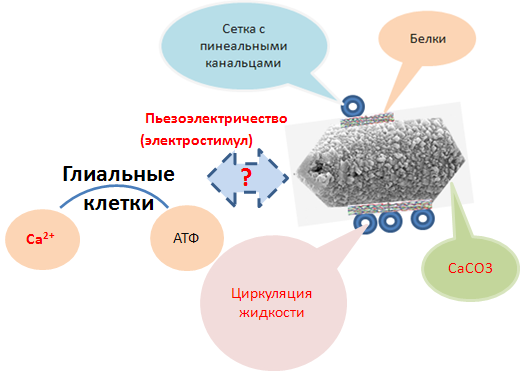 Сетка с
пинеальными
канальцами
Белки
Пьезоэлектричество
(электростимул)
?
Глиальные
клетки
Ca2+
АТФ
Циркуляция
жидкости
CaCO3